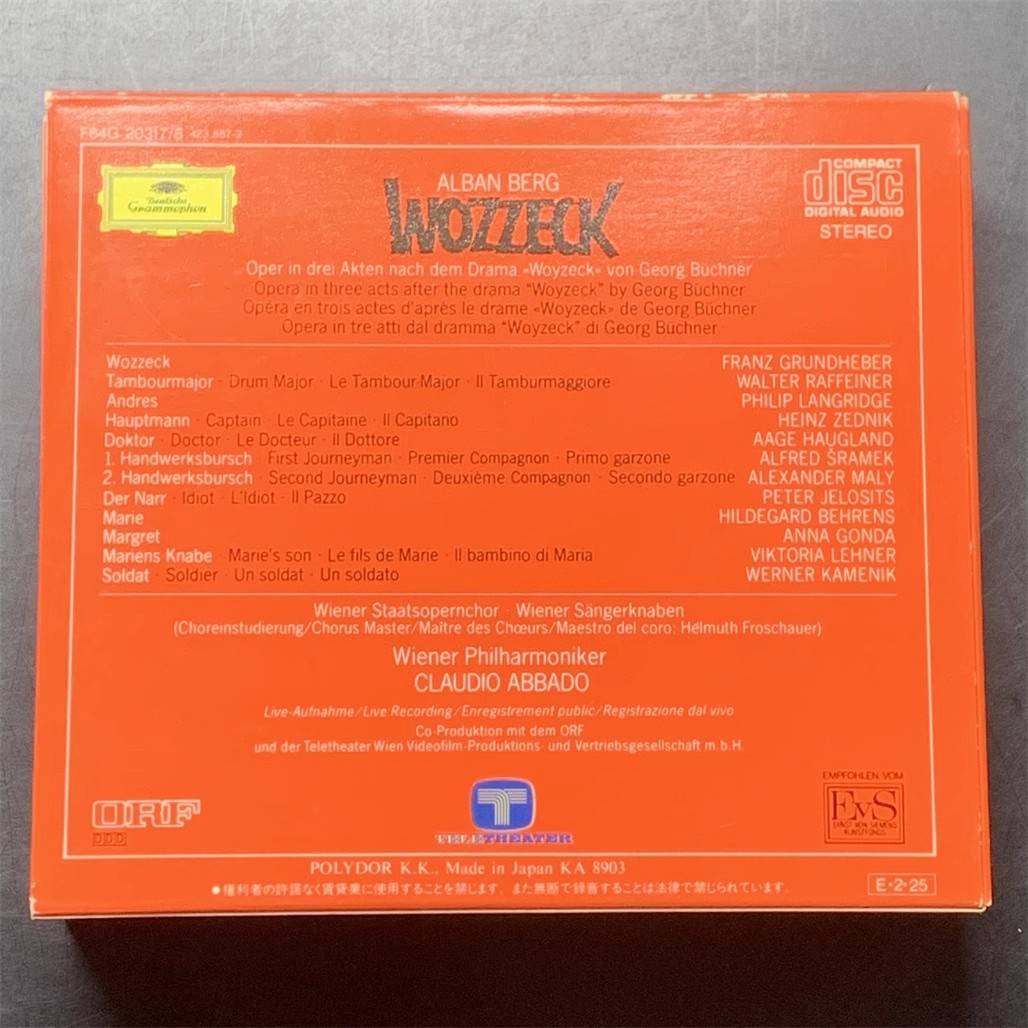 F64G 20317/8 423 587-2
Deutsche
Grammophon
COMPACT
disc
DIGITAL AUDIO
STEREO
ALBAN BERG
WOZZECK
Oper in drei Akten nach dem Drama «Woyzeck» von Georg Büchner
Opera in three acts after the drama "Woyzeck" by Georg Büchner
Opéra en trois actes d'après le drame «Woyzeck» de Georg Büchner
Opera in tre atti dal dramma "Woyzeck" di Georg Büchner
Wozzeck FRANZ GRUNDHEBER
Tambourmajor · Drum Major · Le Tambour-Major · Il Tamburmaggiore WALTER RAFFEINER
Andres PHILIP LANGRIDGE
Hauptmann · Captain · Le Capitaine · Il Capitano HEINZ ZEDNIK
Doktor · Doctor · Le Docteur · Il Dottore AAGE HAUGLAND
1. Handwerksbursch · First Journeyman · Premier Compagnon · Primo garzone ALFRED ŠRAMEK
2. Handwerksbursch · Second Journeyman · Deuxième Compagnon · Secondo garzone ALEXANDER MALY
Der Narr · Idiot · L'Idiot · Il Pazzo PETER JELOSITS
Marie HILDEGARD BEHRENS
Margret ANNA GONDA
Mariens Knabe · Marie's son · Le fils de Marie · Il bambino di Maria VIKTORIA LEHNER
Soldat · Soldier · Un soldat · Un soldato WERNER KAMENIK
Wiener Staatsopernchor · Wiener Sängerknaben
(Choreinstudierung/Chorus Master/Maître des Chœurs/Maestro del coro: Helmuth Froschauer)
Wiener Philharmoniker
CLAUDIO ABBADO
Live-Aufnahme/Live Recording/Enregistrement public/Registrazione dal vivo
Co-Produktion mit dem ORF
und der Teletheater Wien Videofilm-Produktions- und Vertriebsgesellschaft m.b.H.
ORF
DDD
TELETHEATER
EMPFOHLEN VOM
EvS
ERNST VON SIEMENS
KUNSTFONDS
POLYDOR K.K., Made in Japan KA 8903
●権利者の許諾なく賃貸業に使用することを禁じます。また無断で録音することは法律で禁じられています。
E·2·25